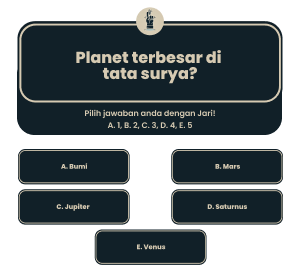 Planet terbesar di
tata surya?
Pilih jawaban anda dengan Jari!
A. 1, B. 2, C. 3, D. 4, E. 5
A. Bumi
B. Mars
C. Jupiter
D. Saturnus
E. Venus